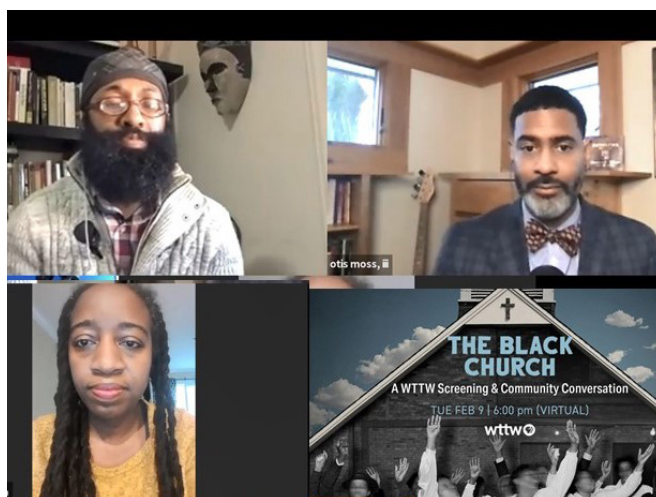 otis moss, iii
THE BLACK
CHURCH
A WTTW Screening & Community Conversation
TUE FEB 9 | 6:00 pm (VIRTUAL)
wttw